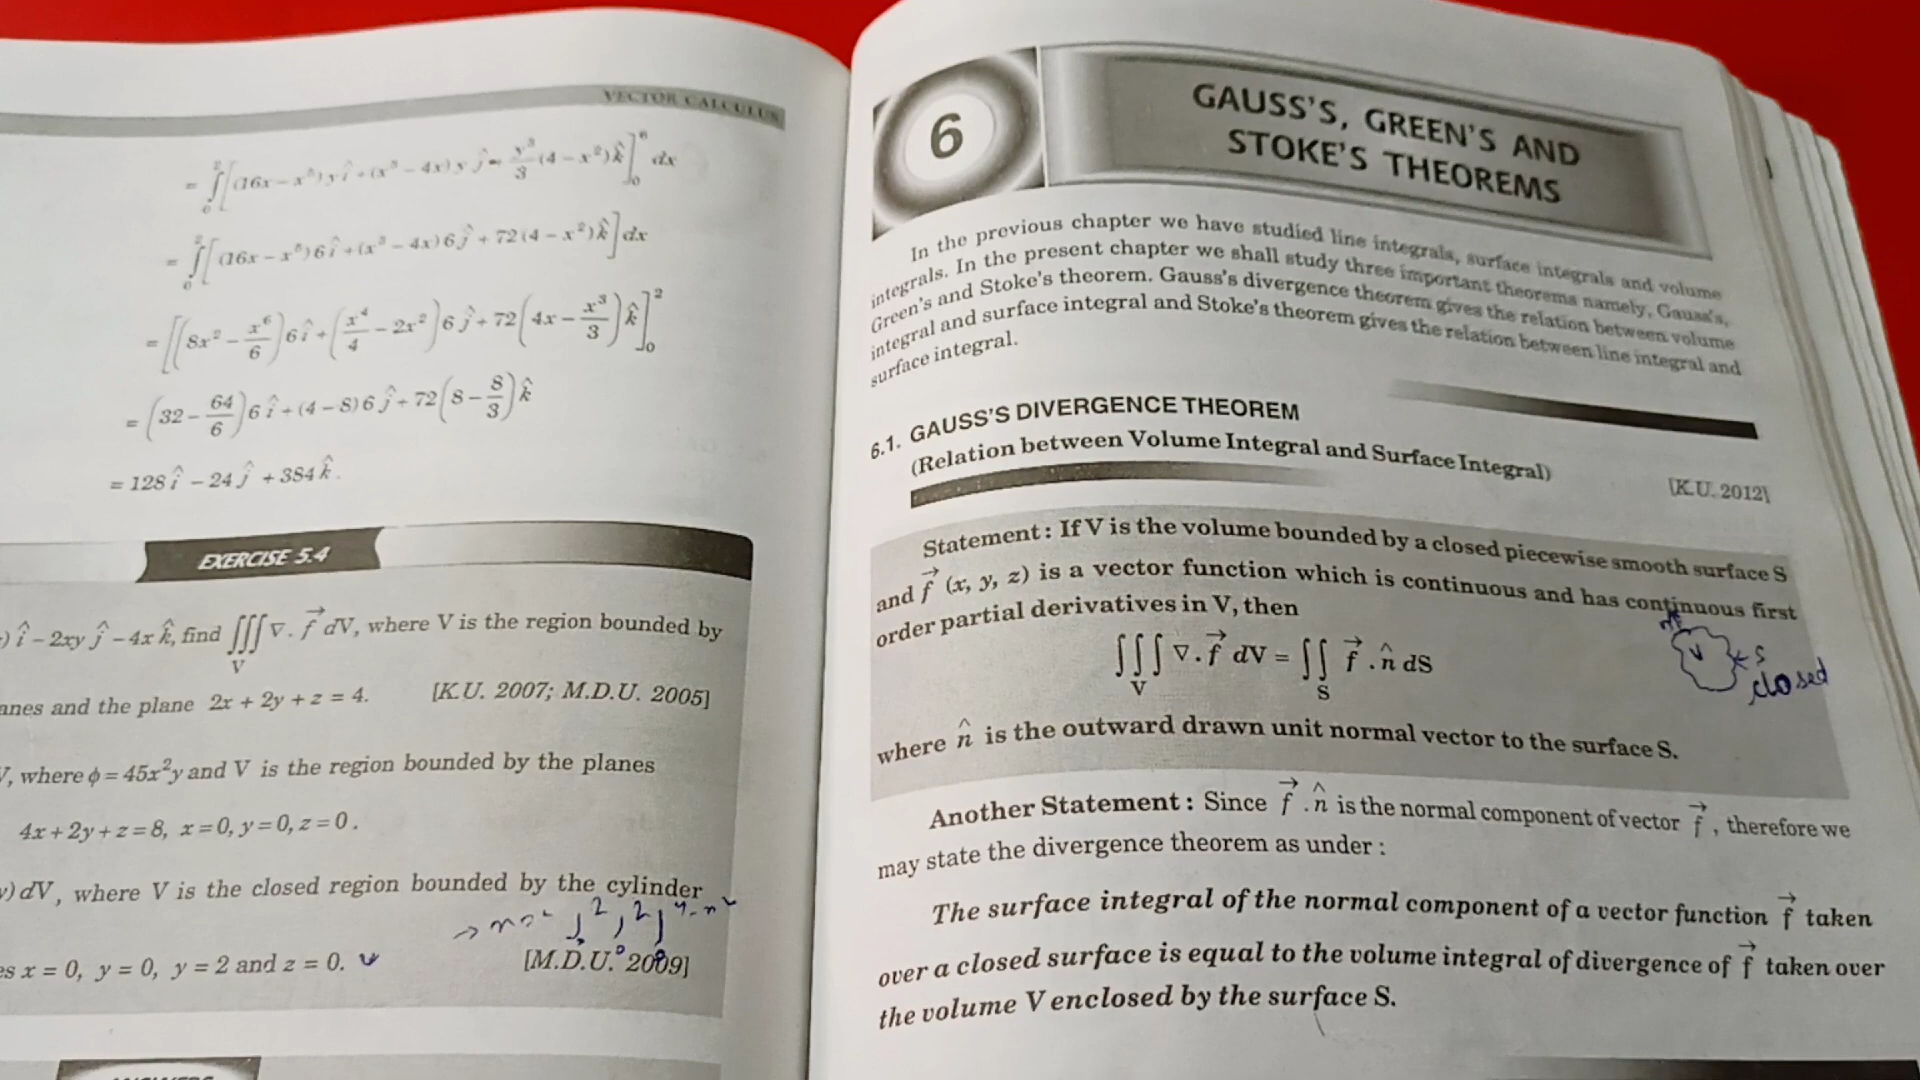 VECTOR CALCULUS
= ∫₀² [(16x – x⁵) y î + (x³ – 4x) y ĵ + y³/3 (4 – x²) k̂]₀⁶ dx
= ∫₀² [(16x – x⁵) 6 î + (x³ – 4x) 6 ĵ + 72 (4 – x²) k̂] dx
= [(8x² – x⁶/6) 6 î + (x⁴/4 – 2x²) 6 ĵ + 72 (4x – x³/3) k̂]₀²
= (32 – 64/6) 6 î + (4 – 8) 6 ĵ + 72 (8 – 8/3) k̂
= 128 î – 24 ĵ + 384 k̂.
EXERCISE 5.4
) î – 2xy ĵ – 4x k̂, find ∭_V ∇. f⃗ dV, where V is the region bounded by
anes and the plane 2x + 2y + z = 4. [K.U. 2007; M.D.U. 2005]
V, where ϕ = 45x²y and V is the region bounded by the planes
4x + 2y + z = 8, x = 0, y = 0, z = 0.
) dV, where V is the closed region bounded by the cylinder
es x = 0, y = 0, y = 2 and z = 0.
[M.D.U. 2009]
6
GAUSS'S, GREEN'S AND
STOKE'S THEOREMS
In the previous chapter we have studied line integrals, surface integrals and volume
integrals. In the present chapter we shall study three important theorems namely, Gauss's,
Green's and Stoke's theorem. Gauss's divergence theorem gives the relation between volume
integral and surface integral and Stoke's theorem gives the relation between line integral and
surface integral.
6.1. GAUSS'S DIVERGENCE THEOREM
(Relation between Volume Integral and Surface Integral)
[K.U. 2012]
Statement : If V is the volume bounded by a closed piecewise smooth surface S
and f⃗ (x, y, z) is a vector function which is continuous and has continuous first
order partial derivatives in V, then
∭_V ∇. f⃗ dV = ∬_S f⃗ . n̂ dS
V S
closed
where n̂ is the outward drawn unit normal vector to the surface S.
Another Statement : Since f⃗ . n̂ is the normal component of vector f⃗ , therefore we
may state the divergence theorem as under :
The surface integral of the normal component of a vector function f⃗ taken
over a closed surface is equal to the volume integral of divergence of f⃗ taken over
the volume V enclosed by the surface S.